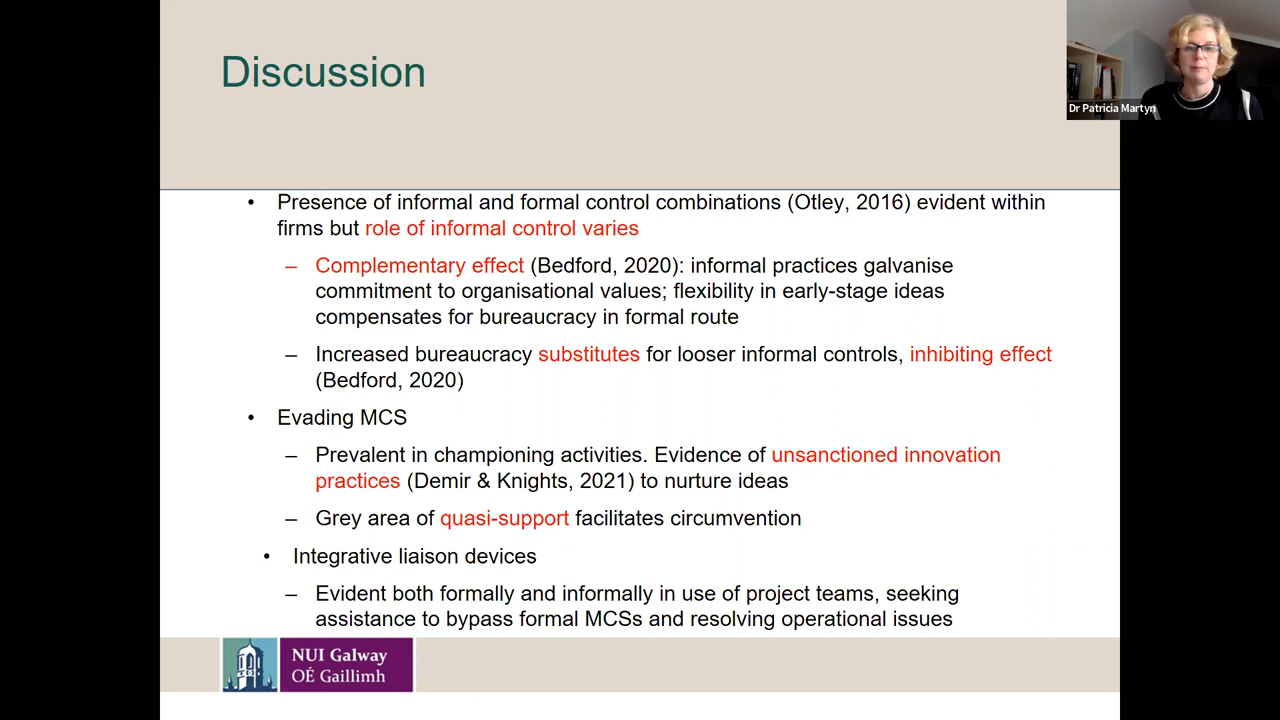 Discussion
Dr Patricia Martyn
• Presence of informal and formal control combinations (Otley, 2016) evident within
firms but role of informal control varies
– Complementary effect (Bedford, 2020): informal practices galvanise
commitment to organisational values; flexibility in early-stage ideas
compensates for bureaucracy in formal route
– Increased bureaucracy substitutes for looser informal controls, inhibiting effect
(Bedford, 2020)
• Evading MCS
– Prevalent in championing activities. Evidence of unsanctioned innovation
practices (Demir & Knights, 2021) to nurture ideas
– Grey area of quasi-support facilitates circumvention
• Integrative liaison devices
– Evident both formally and informally in use of project teams, seeking
assistance to bypass formal MCSs and resolving operational issues
NUI Galway
OÉ Gaillimh